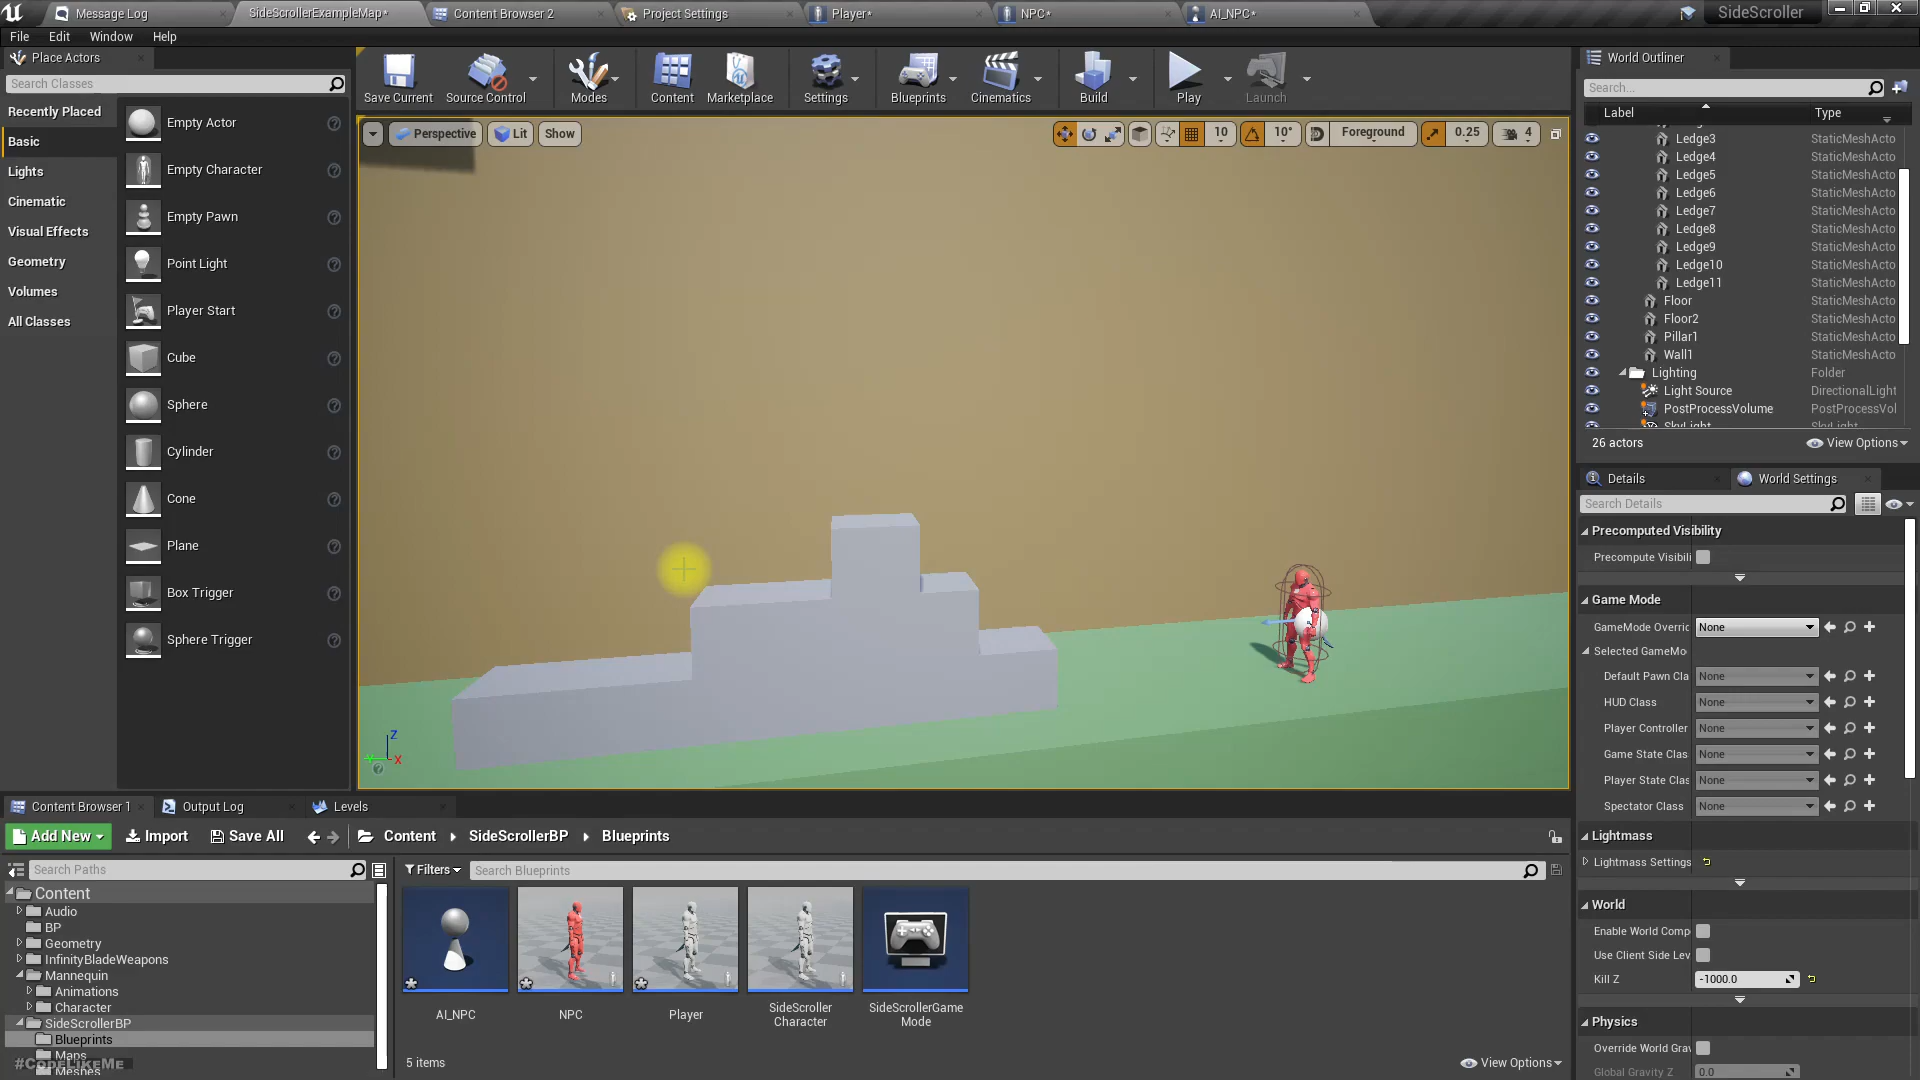 Message Log
SideScrollerExampleMap*
Content Browser 2
Project Settings
Player*
NPC*
AI_NPC*
SideScroller
File
Edit
Window
Help
Place Actors
Search Classes
Recently Placed
Basic
Lights
Cinematic
Visual Effects
Geometry
Volumes
All Classes
Empty Actor
Empty Character
Empty Pawn
Point Light
Player Start
Cube
Sphere
Cylinder
Cone
Plane
Box Trigger
Sphere Trigger
Save Current
Source Control
Modes
Content
Marketplace
Settings
Blueprints
Cinematics
Build
Play
Launch
Perspective
Lit
Show
10
10°
Foreground
0.25
4
Z
X
World Outliner
Search...
Label
Type
Ledge3 StaticMeshActo
Ledge4 StaticMeshActo
Ledge5 StaticMeshActo
Ledge6 StaticMeshActo
Ledge7 StaticMeshActo
Ledge8 StaticMeshActo
Ledge9 StaticMeshActo
Ledge10 StaticMeshActo
Ledge11 StaticMeshActo
Floor StaticMeshActo
Floor2 StaticMeshActo
Pillar1 StaticMeshActo
Wall1 StaticMeshActo
Lighting Folder
Light Source DirectionalLight
PostProcessVolume PostProcessVol
SkyLight SkyLight
26 actors
View Options
Details
World Settings
Search Details
Precomputed Visibility
Precompute Visibili
Game Mode
GameMode Overric None
Selected GameMo
Default Pawn Cla None
HUD Class None
Player Controller None
Game State Clas None
Player State Clas None
Spectator Class None
Lightmass
Lightmass Settings
World
Enable World Comp
Use Client Side Lev
Kill Z -1000.0
Physics
Override World Grav
Global Gravity Z 0.0
Content Browser 1
Output Log
Levels
Add New
Import
Save All
Content
SideScrollerBP
Blueprints
Search Paths
Filters
Search Blueprints
Content
Audio
BP
Geometry
InfinityBladeWeapons
Mannequin
Animations
Character
SideScrollerBP
Blueprints
Maps
Meshes
#CodeLikeMe
AI_NPC
NPC
Player
SideScroller
Character
SideScrollerGame
Mode
5 items
View Options